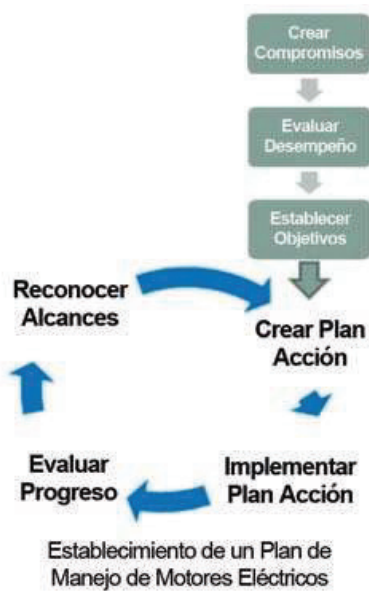 Crear
Compromisos
Evaluar
Desempeño
Establecer
Objetivos
Reconocer
Alcances
Crear Plan
Acción
Evaluar
Progreso
Implementar
Plan Acción
Establecimiento de un Plan de
Manejo de Motores Eléctricos